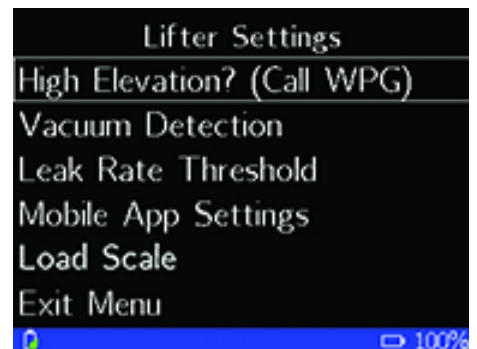 Lifter Settings
High Elevation? (Call WPG)
Vacuum Detection
Leak Rate Threshold
Mobile App Settings
Load Scale
Exit Menu
100%